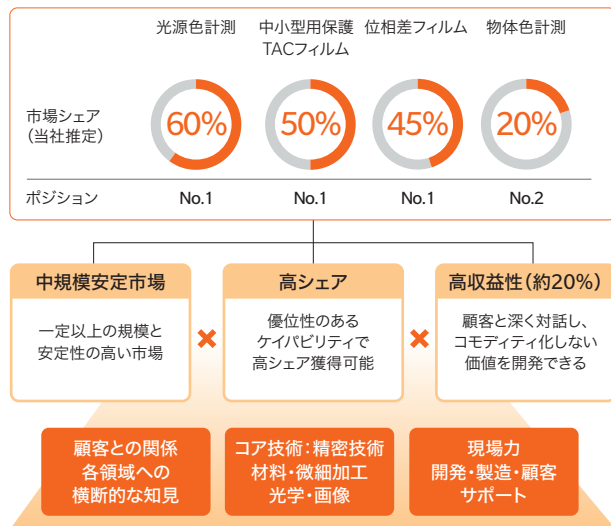 光源色計測
中小型用保護
TACフィルム
位相差フィルム
物体色計測
市場シェア
（当社推定）
60%
50%
45%
20%
ポジション
No.1
No.1
No.1
No.2
中規模安定市場
一定以上の規模と
安定性の高い市場
×
高シェア
優位性のある
ケイパビリティで
高シェア獲得可能
×
高収益性（約20%）
顧客と深く対話し、
コモディティ化しない
価値を開発できる
顧客との関係
各領域への
横断的な知見
コア技術：精密技術
材料・微細加工
光学・画像
現場力
開発・製造・顧客
サポート